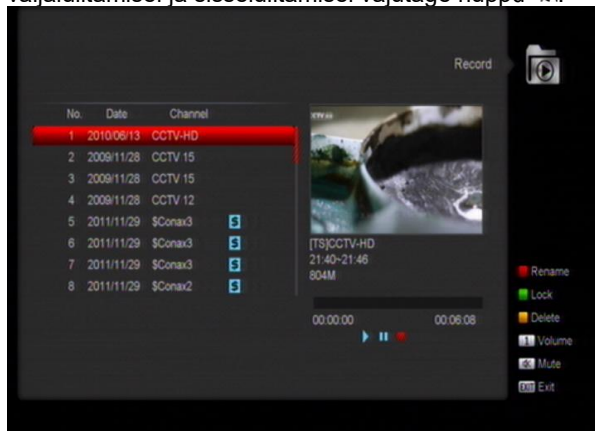 Record
No. Date Channel
1 2010/06/13 CCTV-HD
2 2009/11/28 CCTV 15
3 2009/11/28 CCTV 15
4 2009/11/28 CCTV 12
5 2011/11/29 $Conax3 S
6 2011/11/29 $Conax3 S
7 2011/11/29 $Conax3 S
8 2011/11/29 $Conax2 S
[TS]CCTV-HD
21:40~21:46
804M
00:00:00 00:06:08
Rename
Lock
Delete
1 Volume
Mute
EXIT Exit